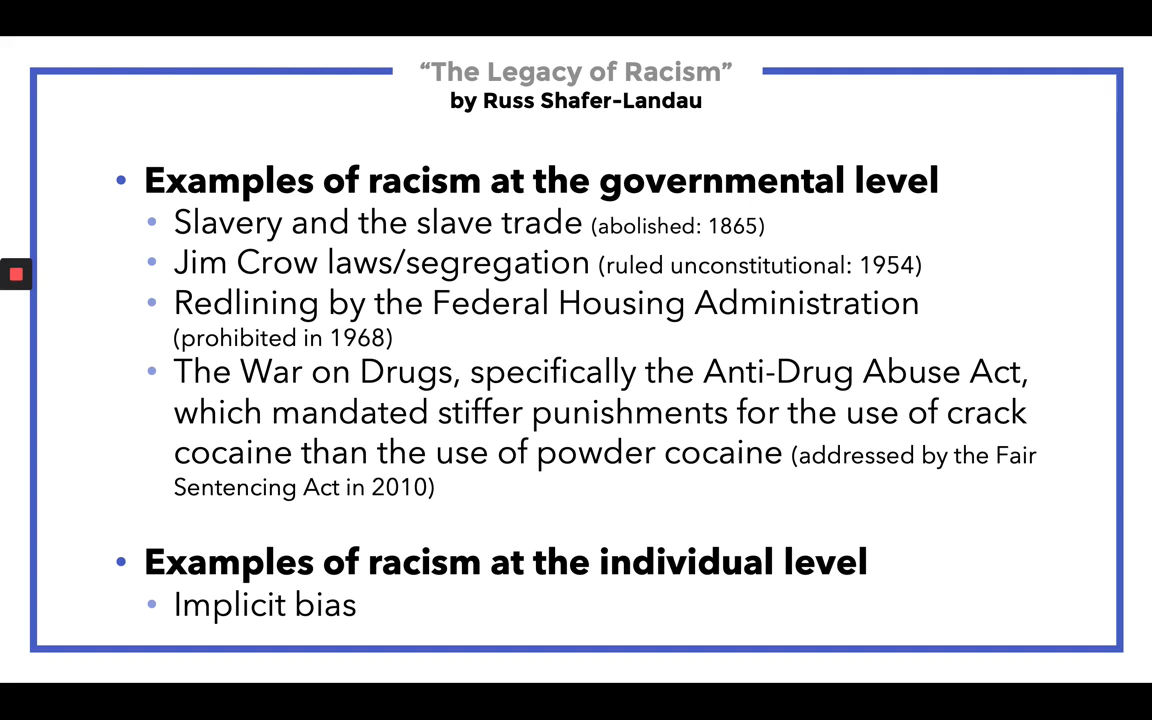 “The Legacy of Racism”
by Russ Shafer-Landau
• Examples of racism at the governmental level
• Slavery and the slave trade (abolished: 1865)
• Jim Crow laws/segregation (ruled unconstitutional: 1954)
• Redlining by the Federal Housing Administration
(prohibited in 1968)
• The War on Drugs, specifically the Anti-Drug Abuse Act,
which mandated stiffer punishments for the use of crack
cocaine than the use of powder cocaine (addressed by the Fair
Sentencing Act in 2010)
• Examples of racism at the individual level
• Implicit bias